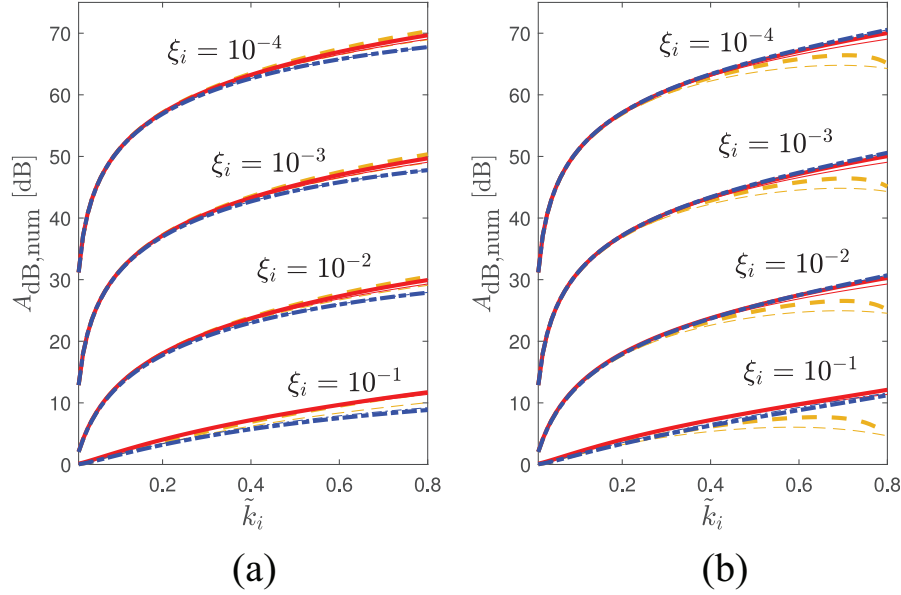 70
60
50
40
30
20
10
0
A_{dB,num} [dB]
ξ_i = 10^{-4}
ξ_i = 10^{-3}
ξ_i = 10^{-2}
ξ_i = 10^{-1}
0.2 0.4 0.6 0.8
k̃_i
(a)
70
60
50
40
30
20
10
0
A_{dB,num} [dB]
ξ_i = 10^{-4}
ξ_i = 10^{-3}
ξ_i = 10^{-2}
ξ_i = 10^{-1}
0.2 0.4 0.6 0.8
k̃_i
(b)